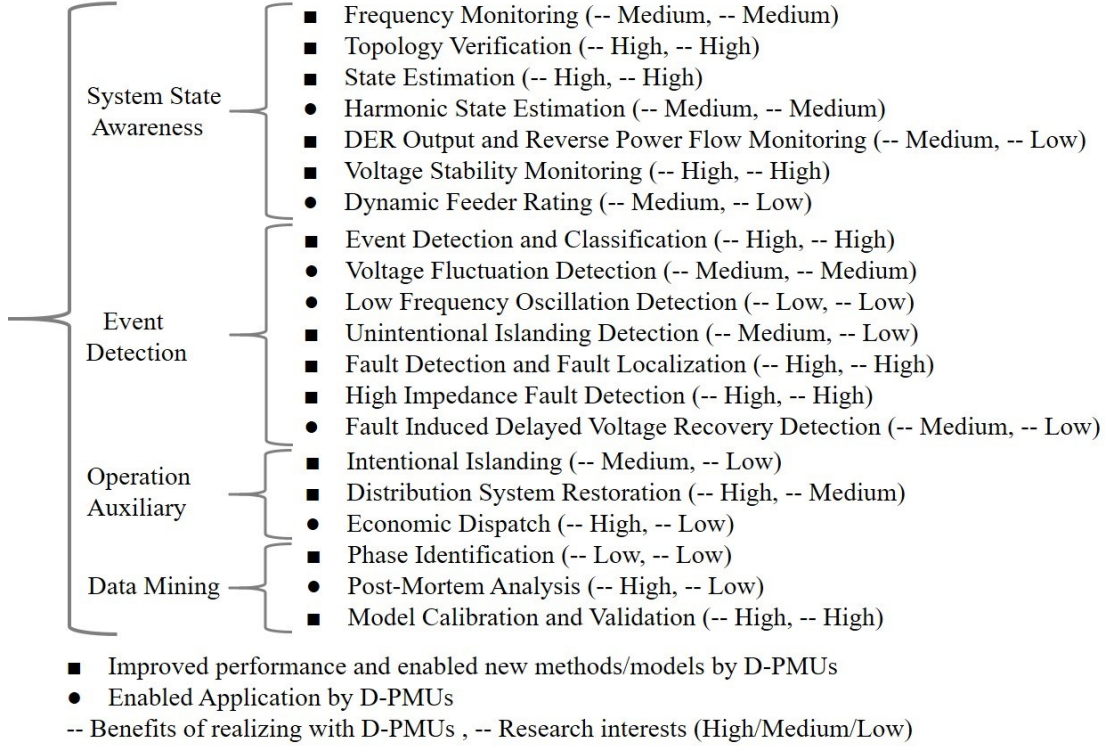 System State
Awareness
■ Frequency Monitoring (-- Medium, -- Medium)
■ Topology Verification (-- High, -- High)
■ State Estimation (-- High, -- High)
● Harmonic State Estimation (-- Medium, -- Medium)
■ DER Output and Reverse Power Flow Monitoring (-- Medium, -- Low)
■ Voltage Stability Monitoring (-- High, -- High)
● Dynamic Feeder Rating (-- Medium, -- Low)
Event
Detection
■ Event Detection and Classification (-- High, -- High)
● Voltage Fluctuation Detection (-- Medium, -- Medium)
● Low Frequency Oscillation Detection (-- Low, -- Low)
■ Unintentional Islanding Detection (-- Medium, -- Low)
■ Fault Detection and Fault Localization (-- High, -- High)
■ High Impedance Fault Detection (-- High, -- High)
● Fault Induced Delayed Voltage Recovery Detection (-- Medium, -- Low)
Operation
Auxiliary
■ Intentional Islanding (-- Medium, -- Low)
■ Distribution System Restoration (-- High, -- Medium)
● Economic Dispatch (-- High, -- Low)
Data Mining
■ Phase Identification (-- Low, -- Low)
● Post-Mortem Analysis (-- High, -- Low)
■ Model Calibration and Validation (-- High, -- High)
■ Improved performance and enabled new methods/models by D-PMUs
● Enabled Application by D-PMUs
-- Benefits of realizing with D-PMUs , -- Research interests (High/Medium/Low)